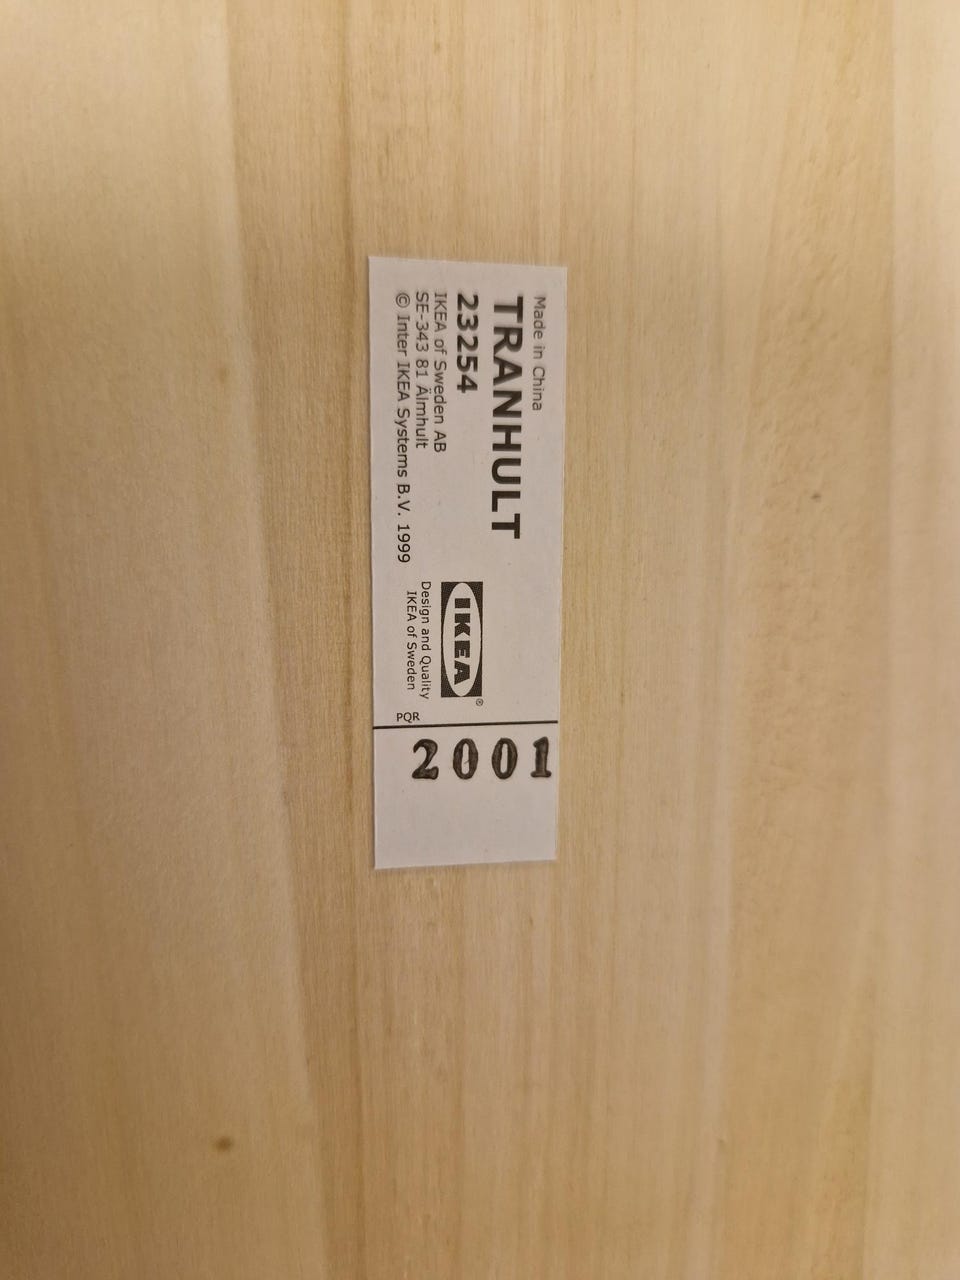 Made in China
TRANHULT
23254
IKEA of Sweden AB
SE-343 81 Älmhult
© Inter IKEA Systems B.V. 1999
IKEA®
Design and Quality
IKEA of Sweden
PQR
2001